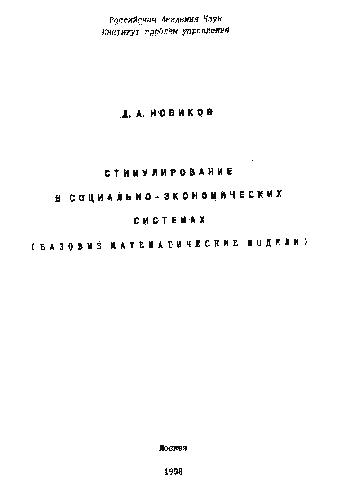 Российская Академия Наук
Институт проблем управления
Д. А. НОВИКОВ
СТИМУЛИРОВАНИЕ
В СОЦИАЛЬНО-ЭКОНОМИЧЕСКИХ
СИСТЕМАХ
(БАЗОВЫЕ МАТЕМАТИЧЕСКИЕ МОДЕЛИ)
Москва
1998